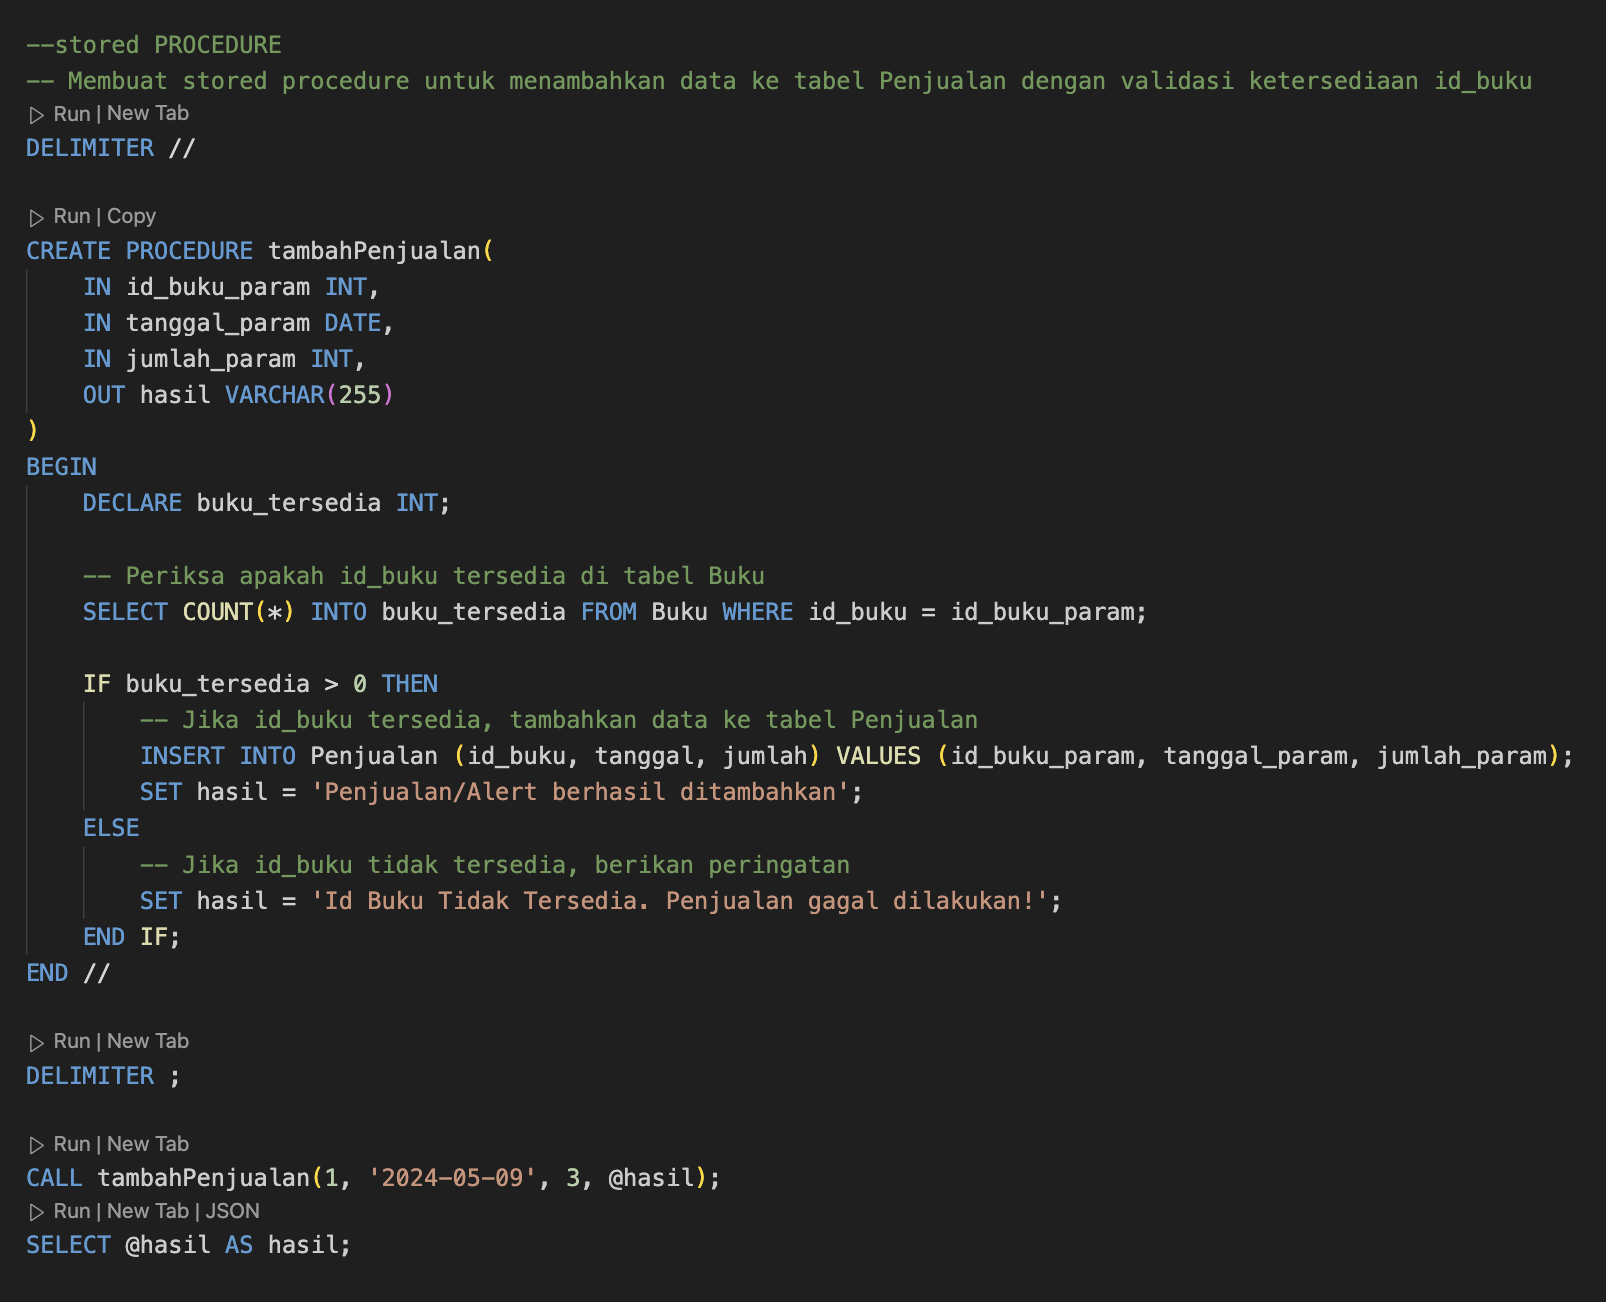 --stored PROCEDURE
-- Membuat stored procedure untuk menambahkan data ke tabel Penjualan dengan validasi ketersediaan id_buku
▷ Run | New Tab
DELIMITER //
▷ Run | Copy
CREATE PROCEDURE tambahPenjualan(
    IN id_buku_param INT,
    IN tanggal_param DATE,
    IN jumlah_param INT,
    OUT hasil VARCHAR(255)
)
BEGIN
    DECLARE buku_tersedia INT;
    -- Periksa apakah id_buku tersedia di tabel Buku
    SELECT COUNT(*) INTO buku_tersedia FROM Buku WHERE id_buku = id_buku_param;
    IF buku_tersedia > 0 THEN
        -- Jika id_buku tersedia, tambahkan data ke tabel Penjualan
        INSERT INTO Penjualan (id_buku, tanggal, jumlah) VALUES (id_buku_param, tanggal_param, jumlah_param);
        SET hasil = 'Penjualan/Alert berhasil ditambahkan';
    ELSE
        -- Jika id_buku tidak tersedia, berikan peringatan
        SET hasil = 'Id Buku Tidak Tersedia. Penjualan gagal dilakukan!';
    END IF;
END //
▷ Run | New Tab
DELIMITER ;
▷ Run | New Tab
CALL tambahPenjualan(1, '2024-05-09', 3, @hasil);
▷ Run | New Tab | JSON
SELECT @hasil AS hasil;